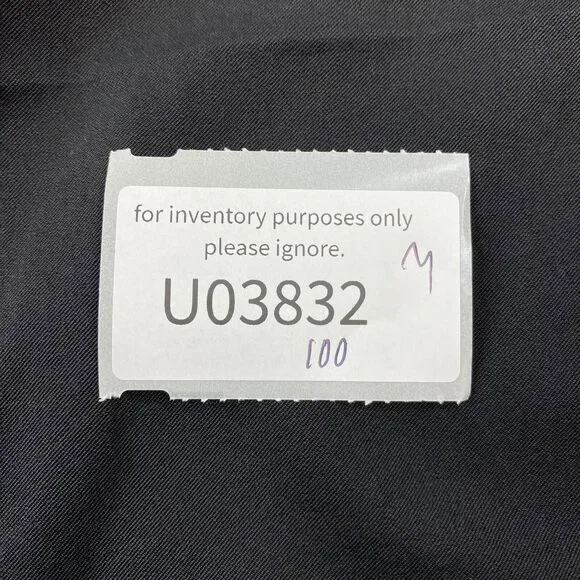 for inventory purposes only
please ignore.
U03832
100